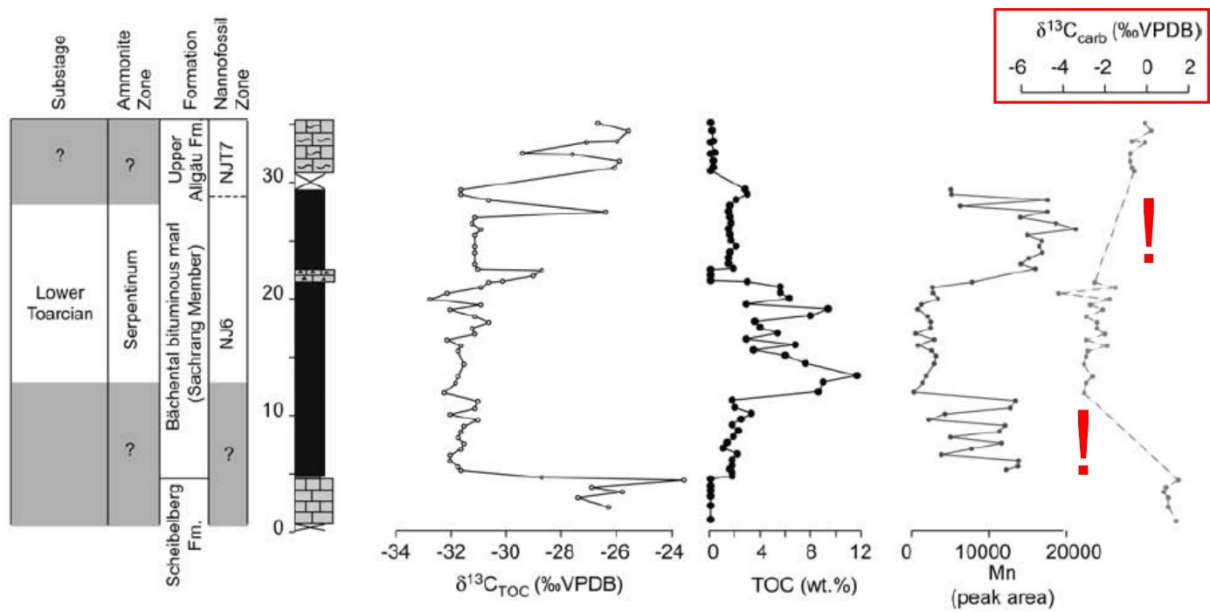 δ¹³C_carb (‰VPDB)
-6 -4 -2 0 2
Substage
Ammonite Zone
Formation
Nannofossil Zone
?
?
Upper Allgäu Fm.
NJT7
Lower Toarcian
Serpentinum
Bächental bituminous marl (Sachrang Member)
NJ6
?
?
Scheibelberg Fm.
30
20
10
0
!
!
-34 -32 -30 -28 -26 -24
δ¹³C_TOC (‰VPDB)
0 4 8 12
TOC (wt.%)
0 10000 20000
Mn
(peak area)